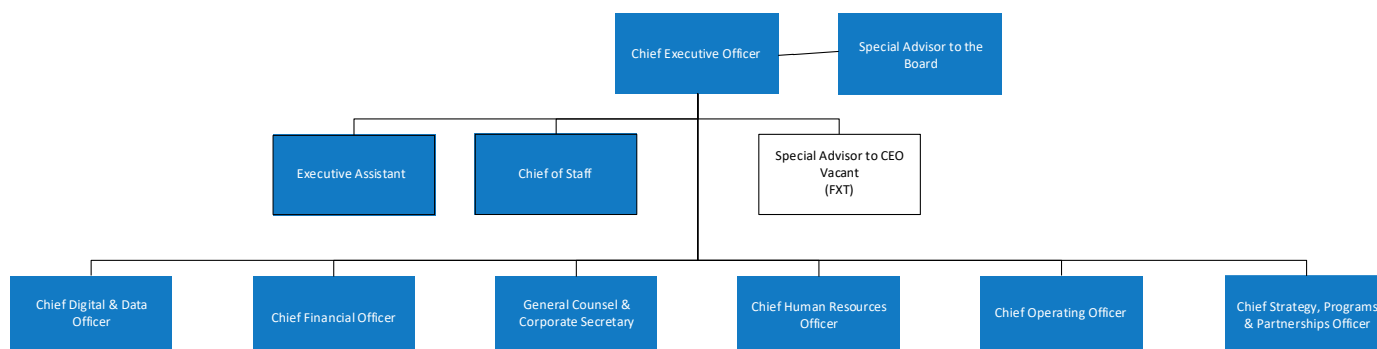 Chief Executive Officer
Special Advisor to the
Board
Executive Assistant
Chief of Staff
Special Advisor to CEO
Vacant
(FXT)
Chief Digital & Data
Officer
Chief Financial Officer
General Counsel &
Corporate Secretary
Chief Human Resources
Officer
Chief Operating Officer
Chief Strategy, Programs
& Partnerships Officer